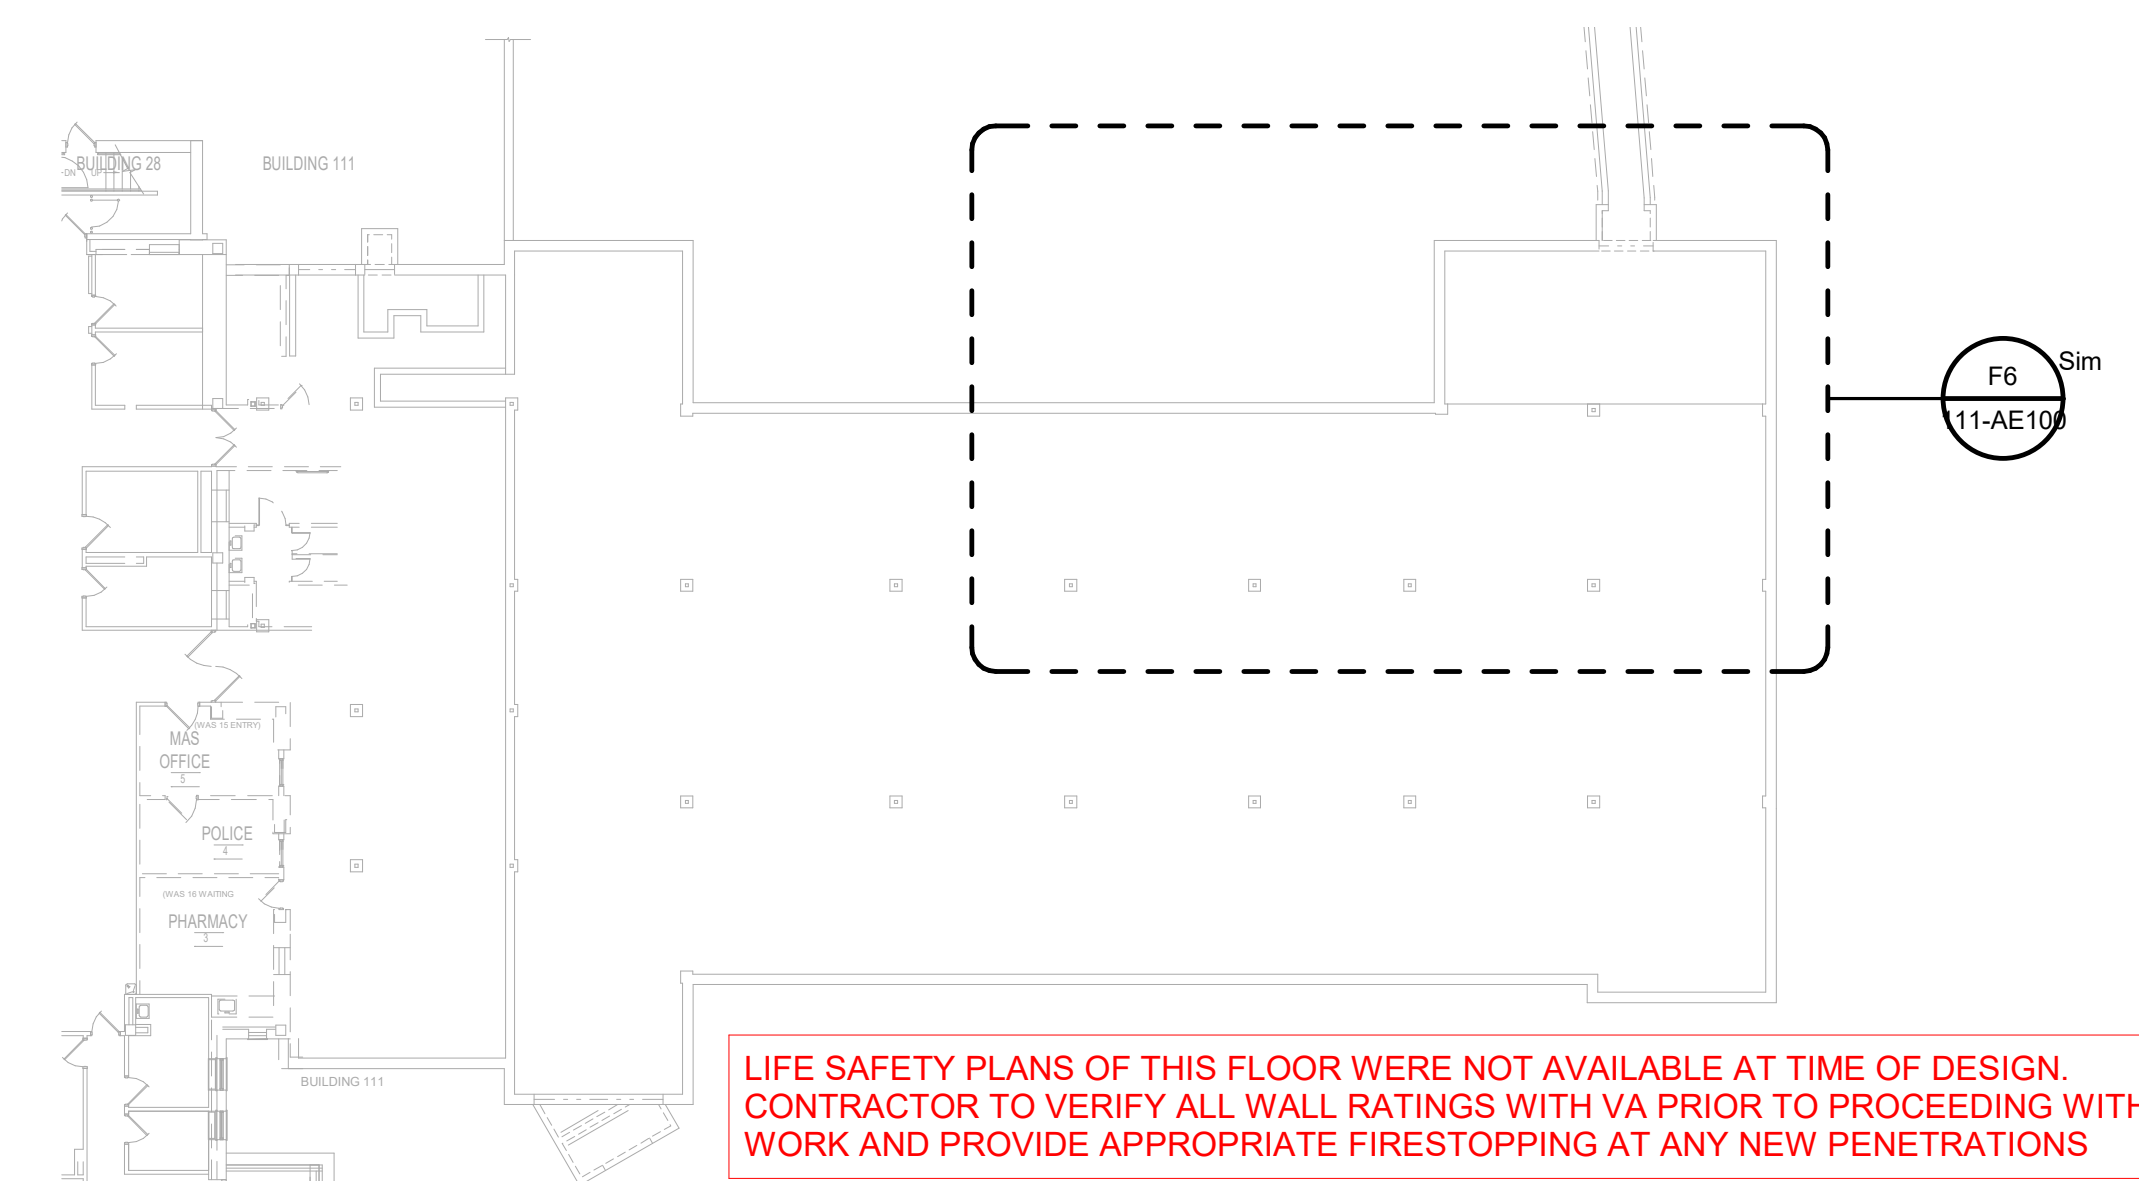 BUILDING 28
BUILDING 111
DN UP
F6
Sim
111-AE100
(WAS 15 ENTRY)
MAS
OFFICE
5
POLICE
4
(WAS 16 WAITING
PHARMACY
3
BUILDING 111
LIFE SAFETY PLANS OF THIS FLOOR WERE NOT AVAILABLE AT TIME OF DESIGN.
CONTRACTOR TO VERIFY ALL WALL RATINGS WITH VA PRIOR TO PROCEEDING WITH
WORK AND PROVIDE APPROPRIATE FIRESTOPPING AT ANY NEW PENETRATIONS